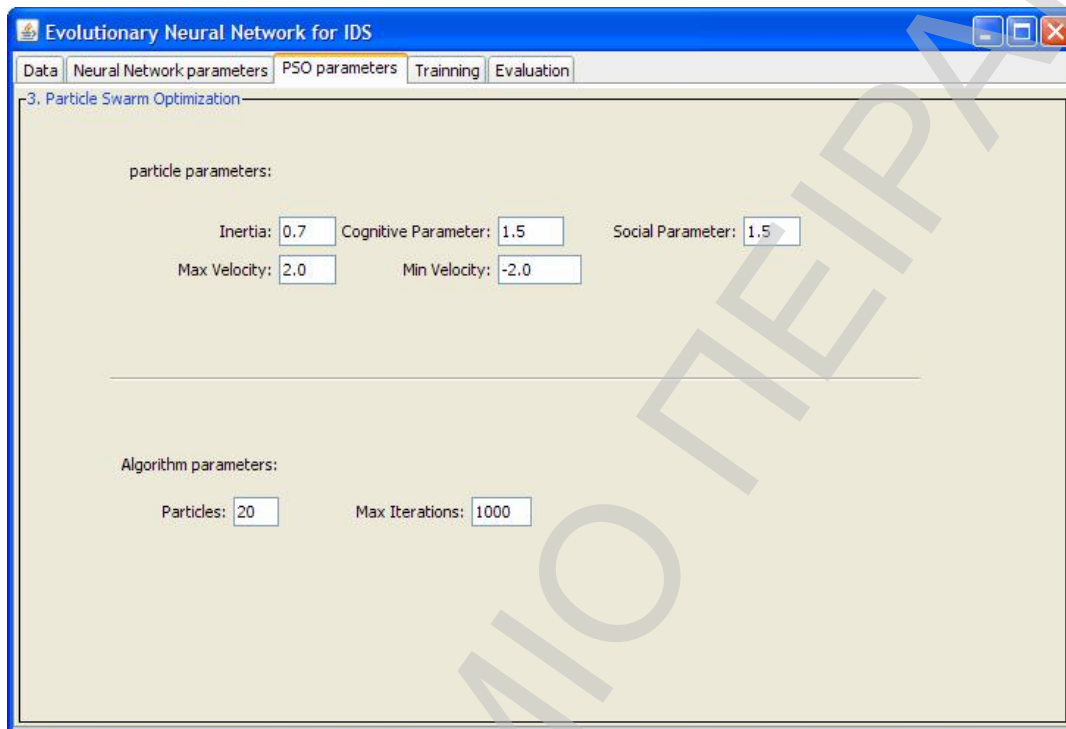 Evolutionary Neural Network for IDS
Data Neural Network parameters PSO parameters Trainning Evaluation
3. Particle Swarm Optimization
particle parameters:
Inertia: 0.7 Cognitive Parameter: 1.5 Social Parameter: 1.5
Max Velocity: 2.0 Min Velocity: -2.0
Algorithm parameters:
Particles: 20 Max Iterations: 1000